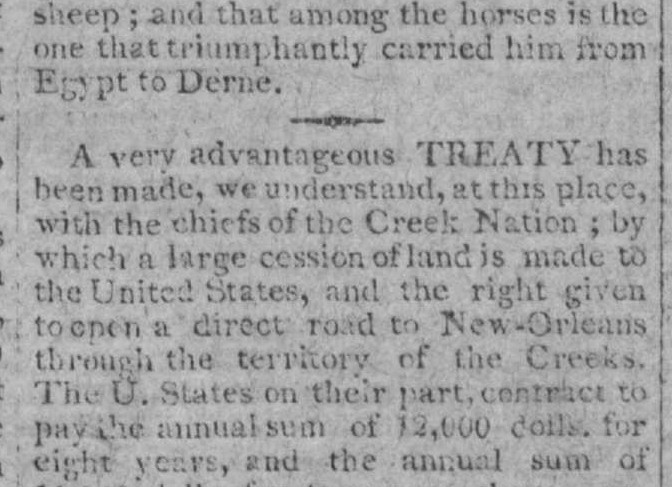 sheep ; and that among the horses is the
one that triumphantly carried him from
Egypt to Derne.
A very advantageous TREATY has
been made, we understand, at this place,
with the chiefs of the Creek Nation ; by
which a large cession of land is made to
the United States, and the right given
to open a direct road to New-Orleans
through the territory of the Creeks.
The U. States on their part, contract to
pay the annual sum of 12,000 dolls. for
eight years, and the annual sum of